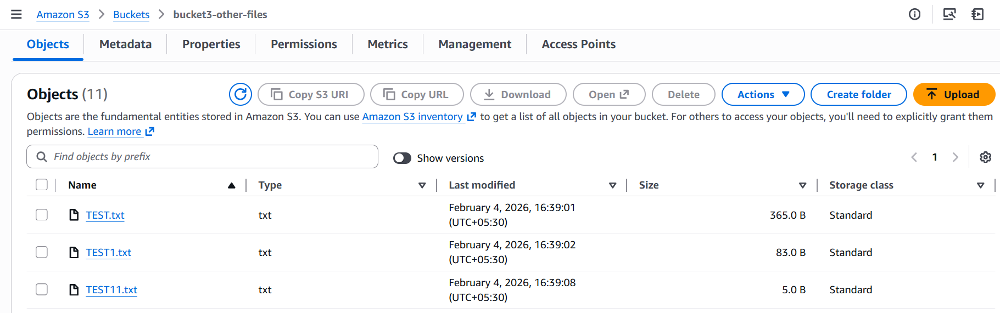 Amazon S3 > Buckets > bucket3-other-files
Objects Metadata Properties Permissions Metrics Management Access Points
Objects (11) Copy S3 URI Copy URL Download Open Delete Actions Create folder Upload
Objects are the fundamental entities stored in Amazon S3. You can use Amazon S3 inventory to get a list of all objects in your bucket. For others to access your objects, you'll need to explicitly grant them
permissions. Learn more
Find objects by prefix Show versions 1
Name Type Last modified Size Storage class
TEST.txt txt February 4, 2026, 16:39:01 (UTC+05:30) 365.0 B Standard
TEST1.txt txt February 4, 2026, 16:39:02 (UTC+05:30) 83.0 B Standard
TEST11.txt txt February 4, 2026, 16:39:08 (UTC+05:30) 5.0 B Standard